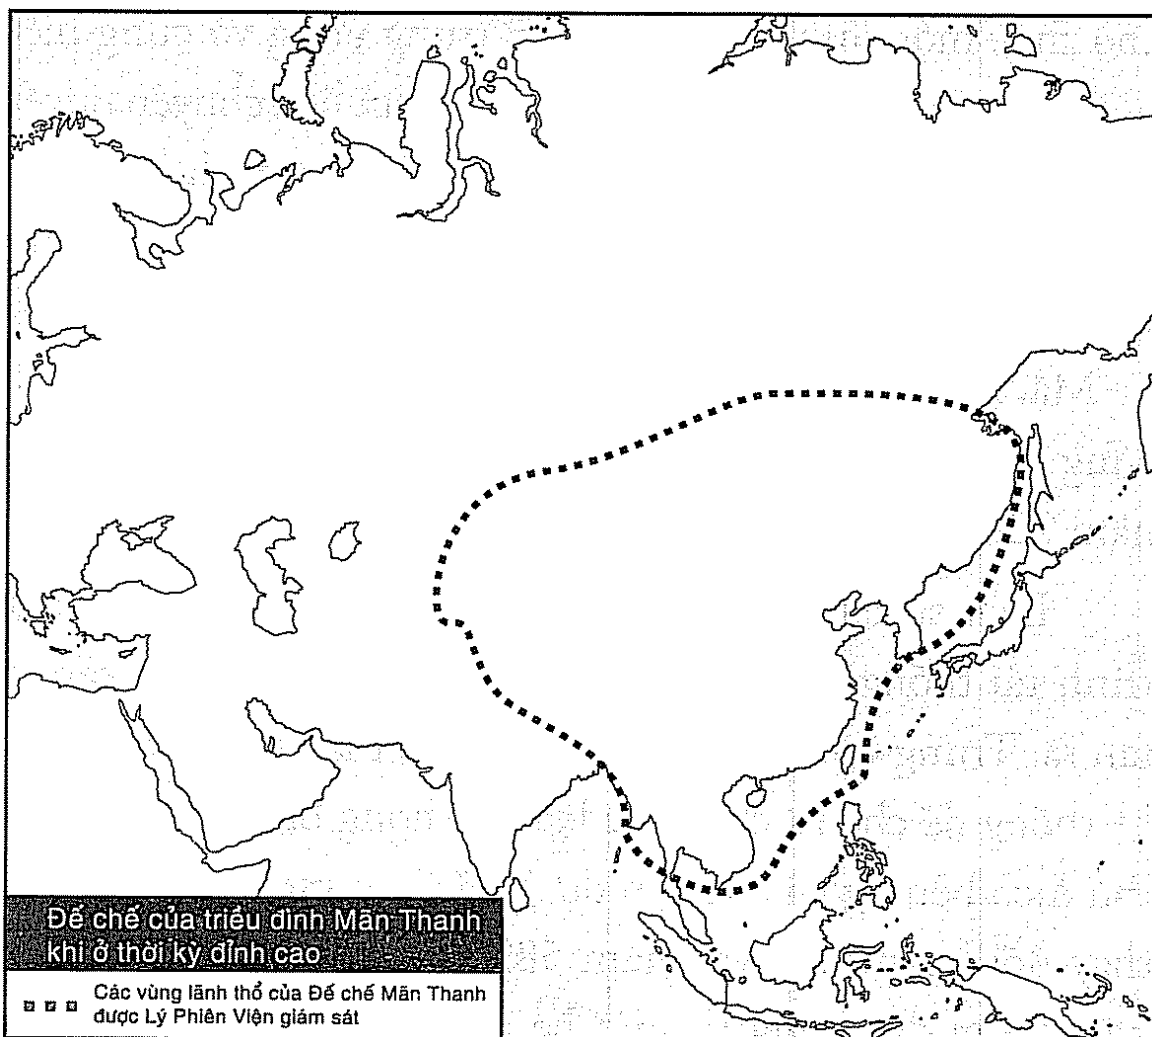 Đế chế của triều đình Mãn Thanh
khi ở thời kỳ đỉnh cao
Các vùng lãnh thổ của Đế chế Mãn Thanh
được Lý Phiên Viện giám sát